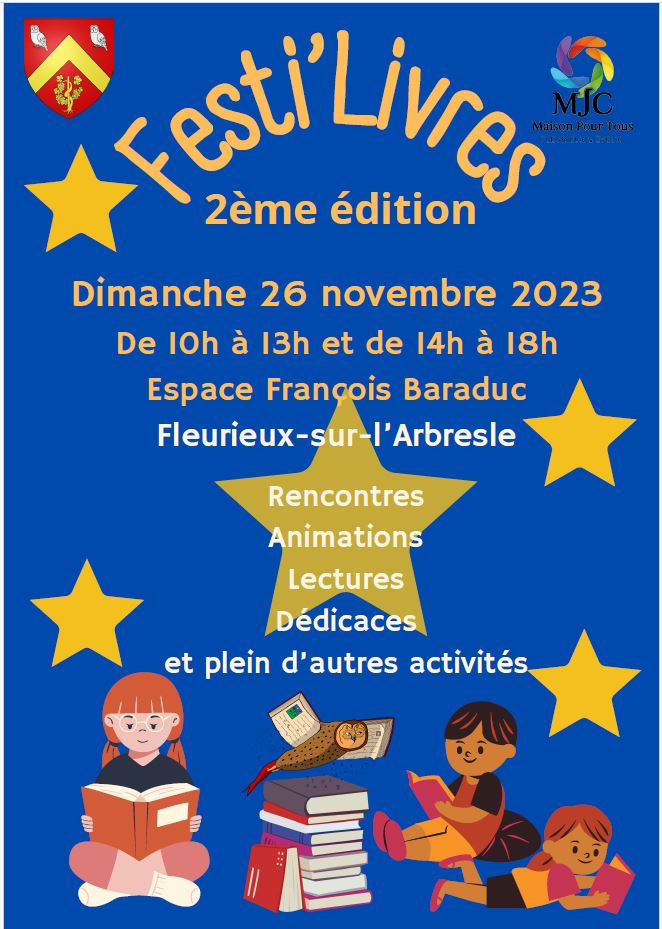 Festi'Livres
MJC
Maison Pour Tous
2ème édition
Dimanche 26 novembre 2023
De 10h à 13h et de 14h à 18h
Espace François Baraduc
Fleurieux-sur-l'Arbresle
Rencontres
Animations
Lectures
Dédicaces
et plein d'autres activités